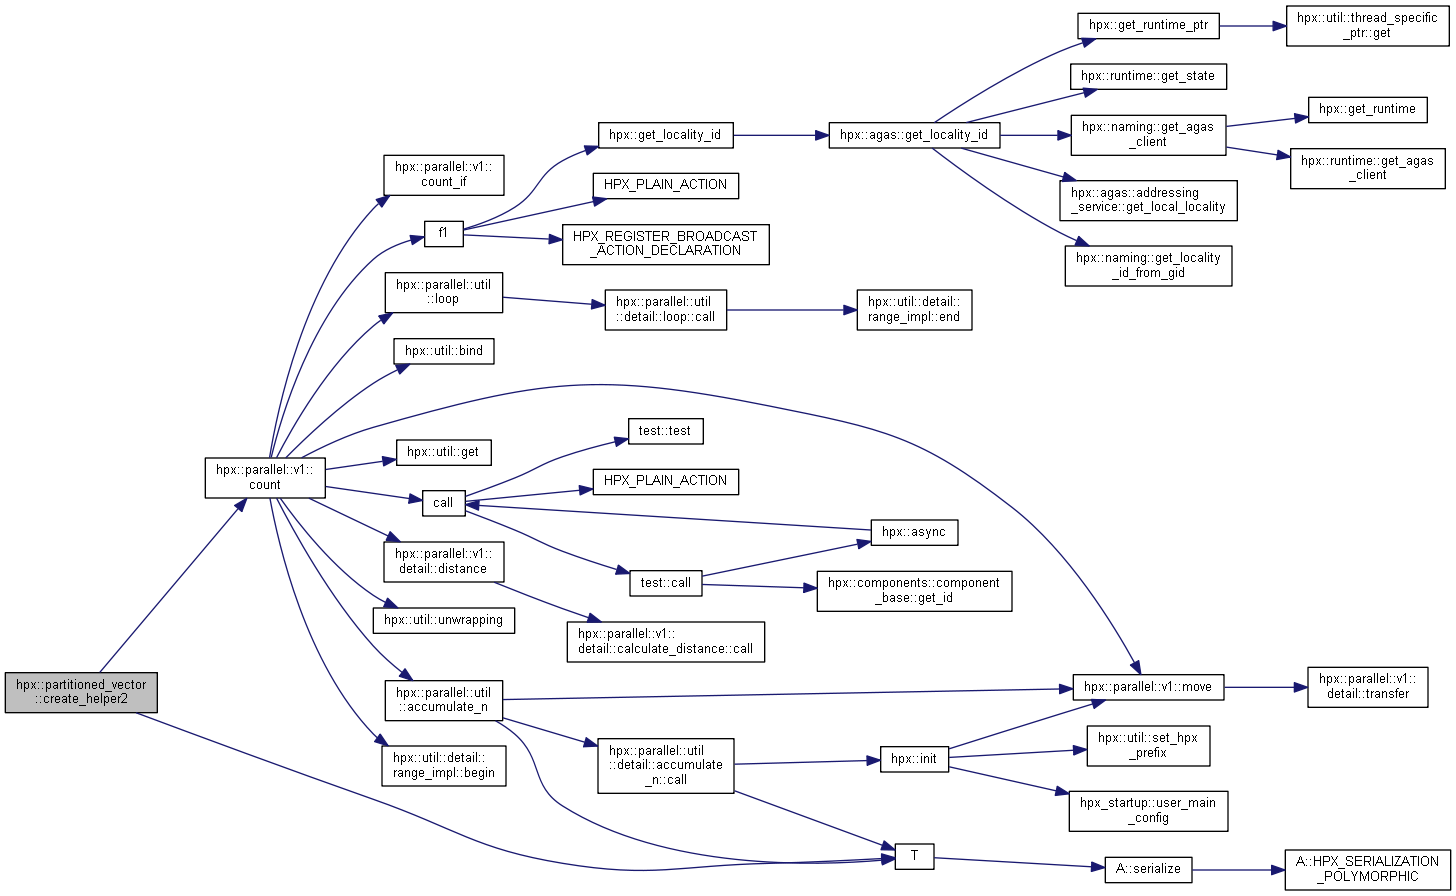 hpx::partitioned_vector
::create_helper2
hpx::parallel::v1::
count
hpx::parallel::v1::
count_if
f1
hpx::get_locality_id
hpx::agas::get_locality_id
hpx::get_runtime_ptr
hpx::util::thread_specific
_ptr::get
hpx::runtime::get_state
hpx::naming::get_agas
_client
hpx::get_runtime
hpx::runtime::get_agas
_client
hpx::agas::addressing
_service::get_local_locality
hpx::naming::get_locality
_id_from_gid
HPX_PLAIN_ACTION
HPX_REGISTER_BROADCAST
_ACTION_DECLARATION
hpx::parallel::util
::loop
hpx::parallel::util
::detail::loop::call
hpx::util::detail::
range_impl::end
hpx::util::bind
hpx::util::get
call
test::test
HPX_PLAIN_ACTION
test::call
hpx::async
hpx::components::component
_base::get_id
hpx::parallel::v1::
detail::distance
hpx::parallel::v1::
detail::calculate_distance::call
hpx::util::unwrapping
hpx::parallel::util
::accumulate_n
hpx::parallel::v1::move
hpx::parallel::v1::
detail::transfer
hpx::parallel::util
::detail::accumulate
_n::call
hpx::init
hpx::util::set_hpx
_prefix
hpx_startup::user_main
_config
T
A::serialize
A::HPX_SERIALIZATION
_POLYMORPHIC
hpx::util::detail::
range_impl::begin